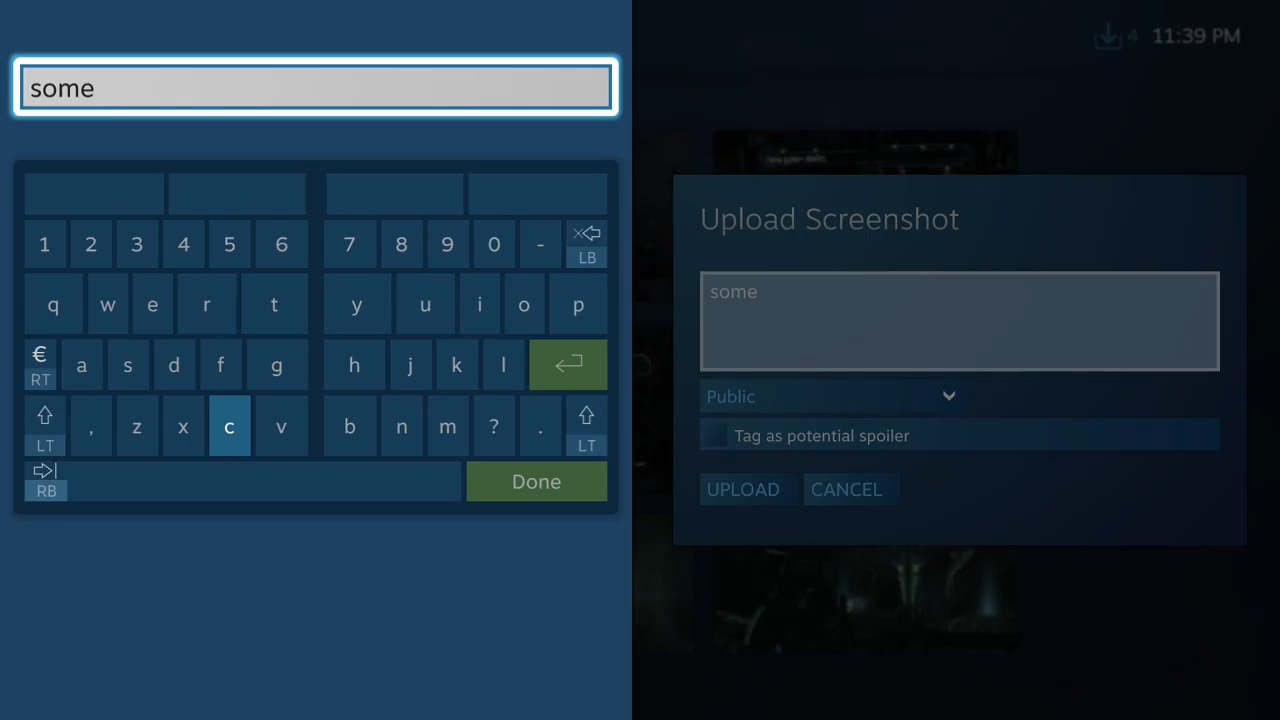 4 11:39 PM
some
1 2 3 4 5 6 7 8 9 0 -
LB
q w e r t y u i o p
€ a s d f g h j k l
RT
, z x c v b n m ? .
LT LT
RB
Done
Upload Screenshot
some
Public
Tag as potential spoiler
UPLOAD CANCEL